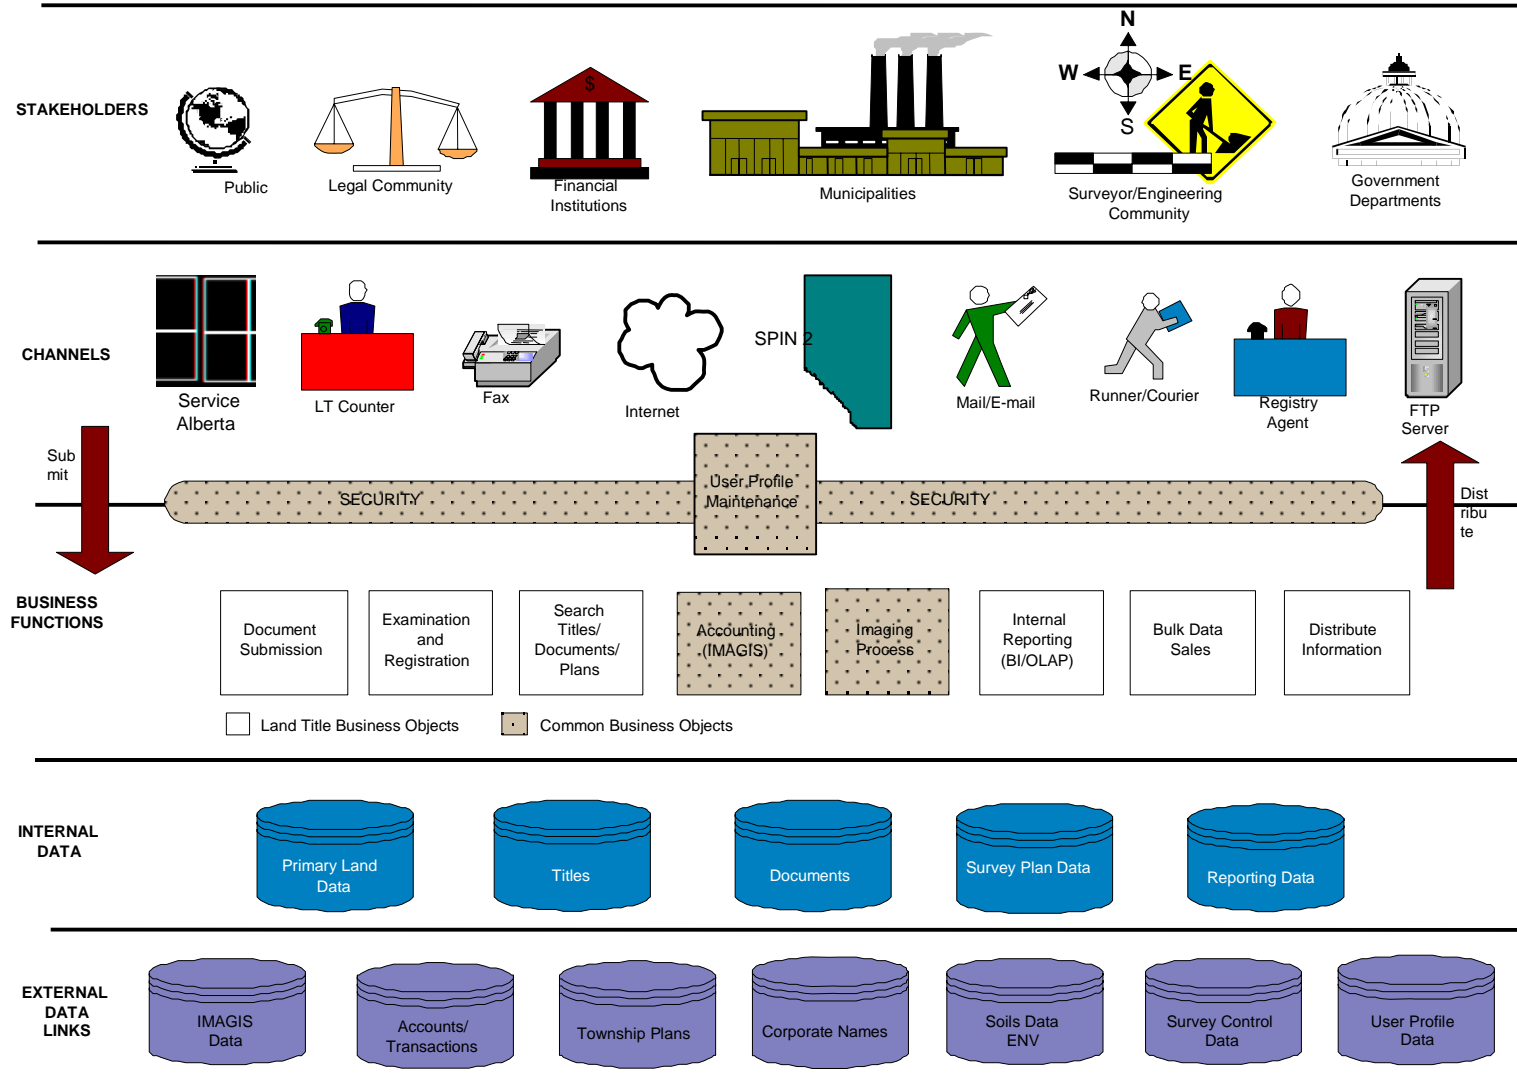 STAKEHOLDERS
N
W
E
S
$
Public
Legal Community
Financial
Institutions
Municipalities
Surveyor/Engineering
Community
Government
Departments
CHANNELS
Service
Alberta
LT Counter
Fax
Internet
SPIN 2
Mail/E-mail
Runner/Courier
Registry
Agent
FTP
Server
Sub
mit
SECURITY
User Profile
Maintenance
SECURITY
Dist
ribu
te
BUSINESS
FUNCTIONS
Document
Submission
Examination
and
Registration
Search
Titles/
Documents/
Plans
Accounting
(IMAGIS)
Imaging
Process
Internal
Reporting
(BI/OLAP)
Bulk Data
Sales
Distribute
Information
Land Title Business Objects
Common Business Objects
INTERNAL
DATA
Primary Land
Data
Titles
Documents
Survey Plan Data
Reporting Data
EXTERNAL
DATA
LINKS
IMAGIS
Data
Accounts/
Transactions
Township Plans
Corporate Names
Soils Data
ENV
Survey Control
Data
User Profile
Data